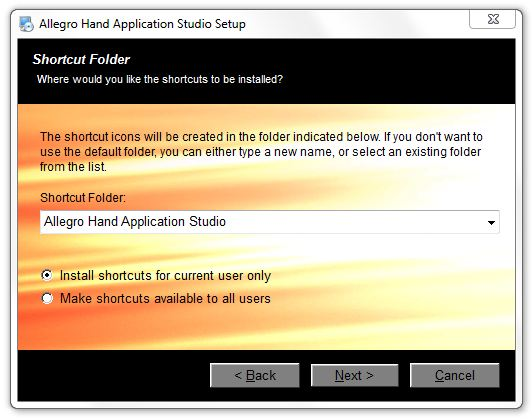 Allegro Hand Application Studio Setup
Shortcut Folder
Where would you like the shortcuts to be installed?
The shortcut icons will be created in the folder indicated below. If you don't want to
use the default folder, you can either type a new name, or select an existing folder
from the list.
Shortcut Folder:
Allegro Hand Application Studio
Install shortcuts for current user only
Make shortcuts available to all users
< Back Next > Cancel